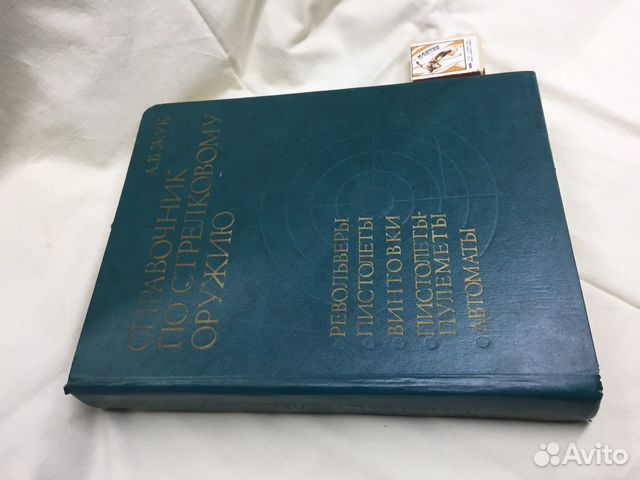 А.Б.ЖУК
СПРАВОЧНИК
ПО СТРЕЛКОВОМУ
ОРУЖИЮ
РЕВОЛЬВЕРЫ
ПИСТОЛЕТЫ
ВИНТОВКИ
ПИСТОЛЕТЫ-
ПУЛЕМЕТЫ
АВТОМАТЫ
Avito